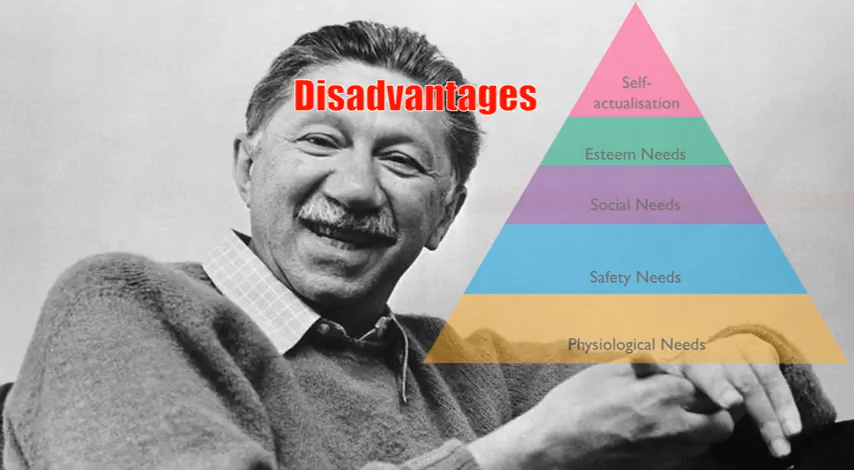 Disadvantages
Self-
actualisation
Esteem Needs
Social Needs
Safety Needs
Physiological Needs